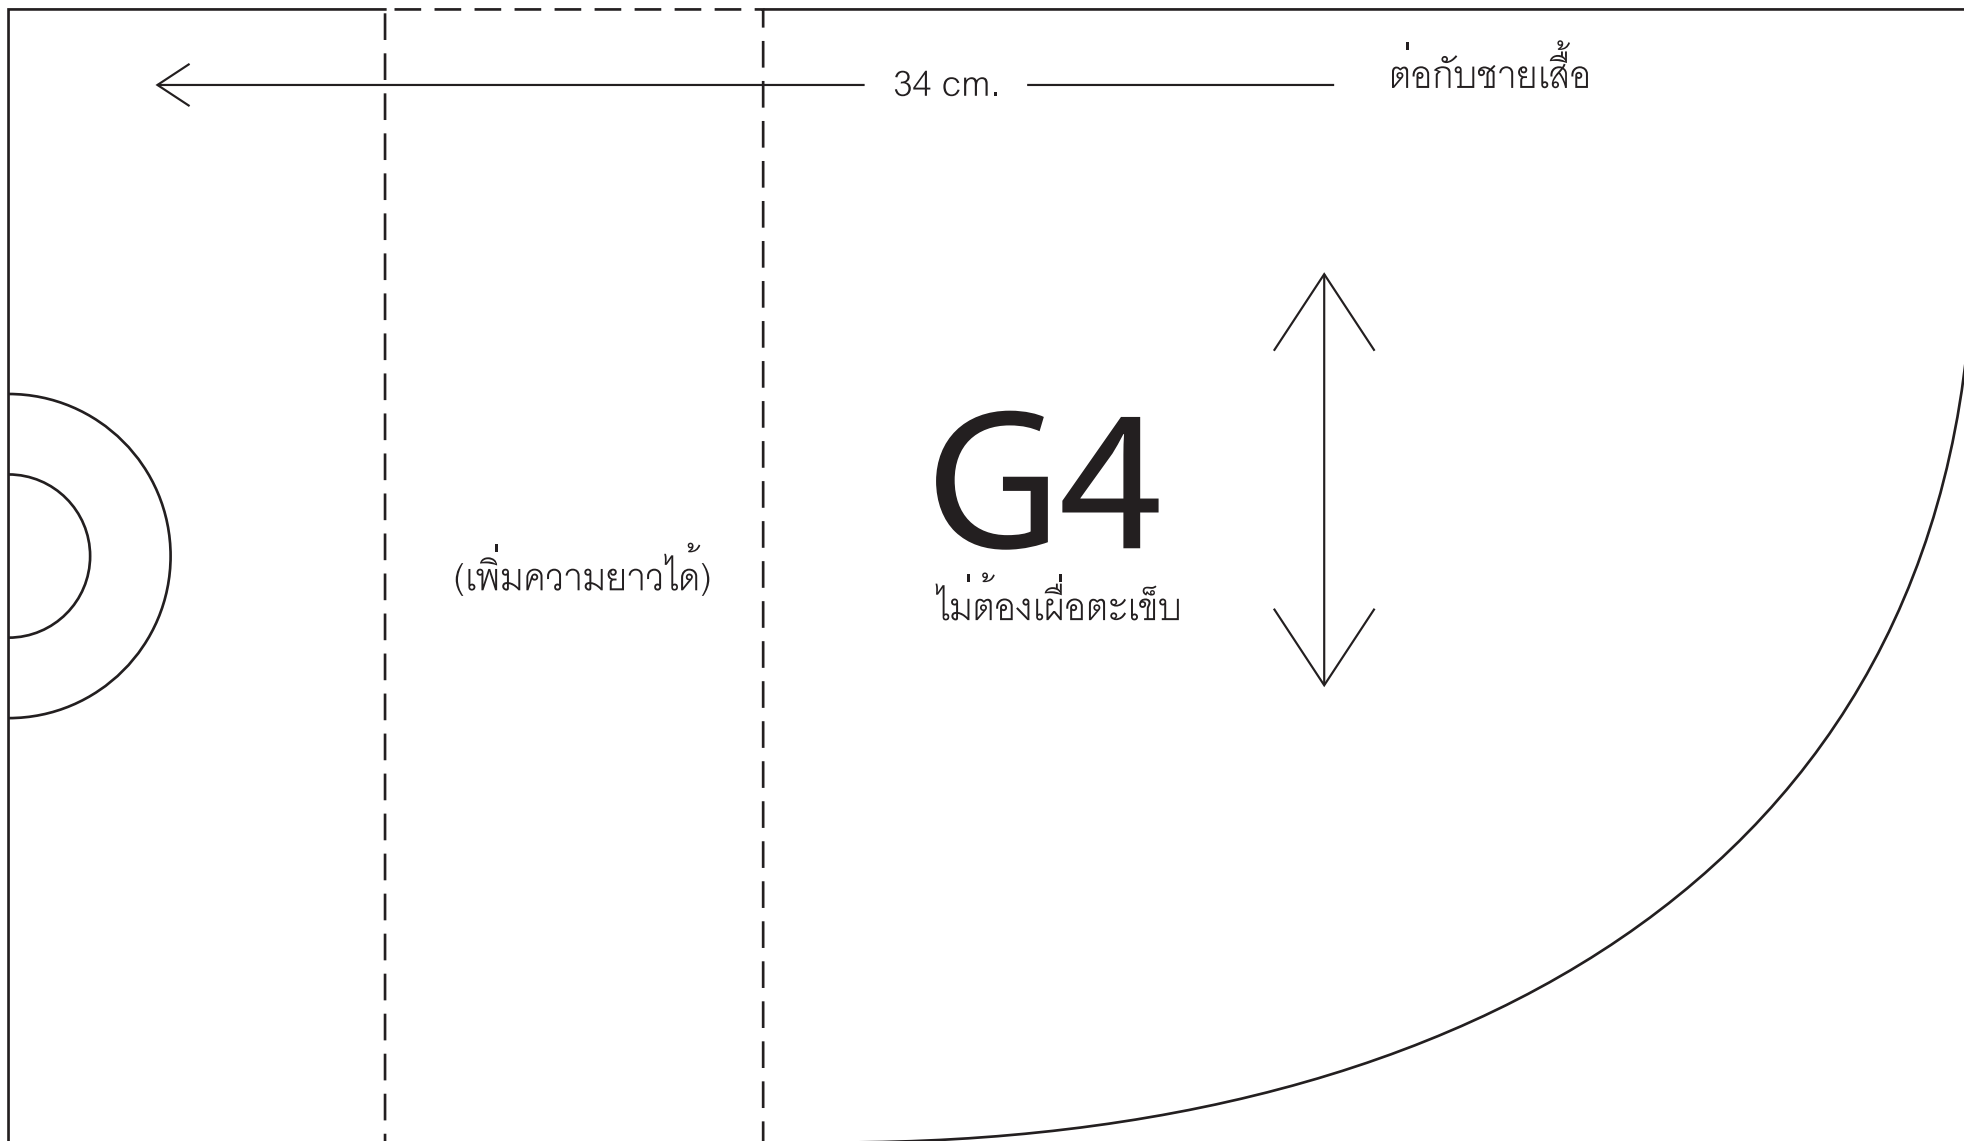 34 cm.
ต่อกับชายเสื้อ
G4
(เพิ่มความยาวได้)
ไม่ต้องเผื่อตะเข็บ